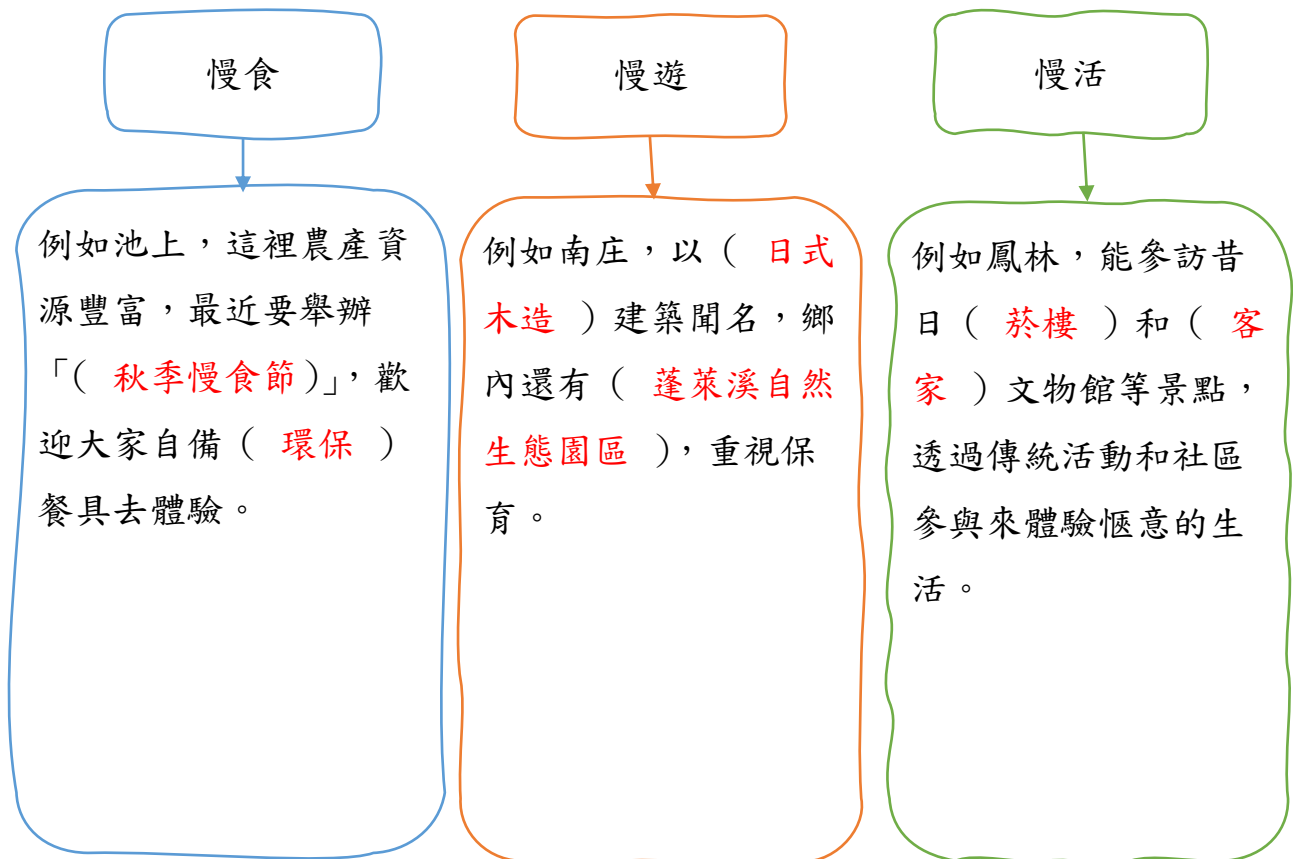 慢食
例如池上，這裡農產資
源豐富，最近要舉辦
「( 秋季慢食節)」，歡
迎大家自備（ 環保 ）
餐具去體驗。
慢遊
例如南庄，以（ 日式
木造 ）建築聞名，鄉
內還有（ 蓬萊溪自然
生態園區 ），重視保
育。
慢活
例如鳳林，能參訪昔
日（ 菸樓 ）和（ 客
家 ）文物館等景點，
透過傳統活動和社區
參與來體驗愜意的生
活。